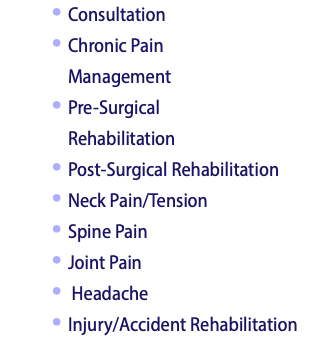 Consultation
Chronic Pain
Management
Pre-Surgical
Rehabilitation
Post-Surgical Rehabilitation
Neck Pain/Tension
Spine Pain
Joint Pain
Headache
Injury/Accident Rehabilitation